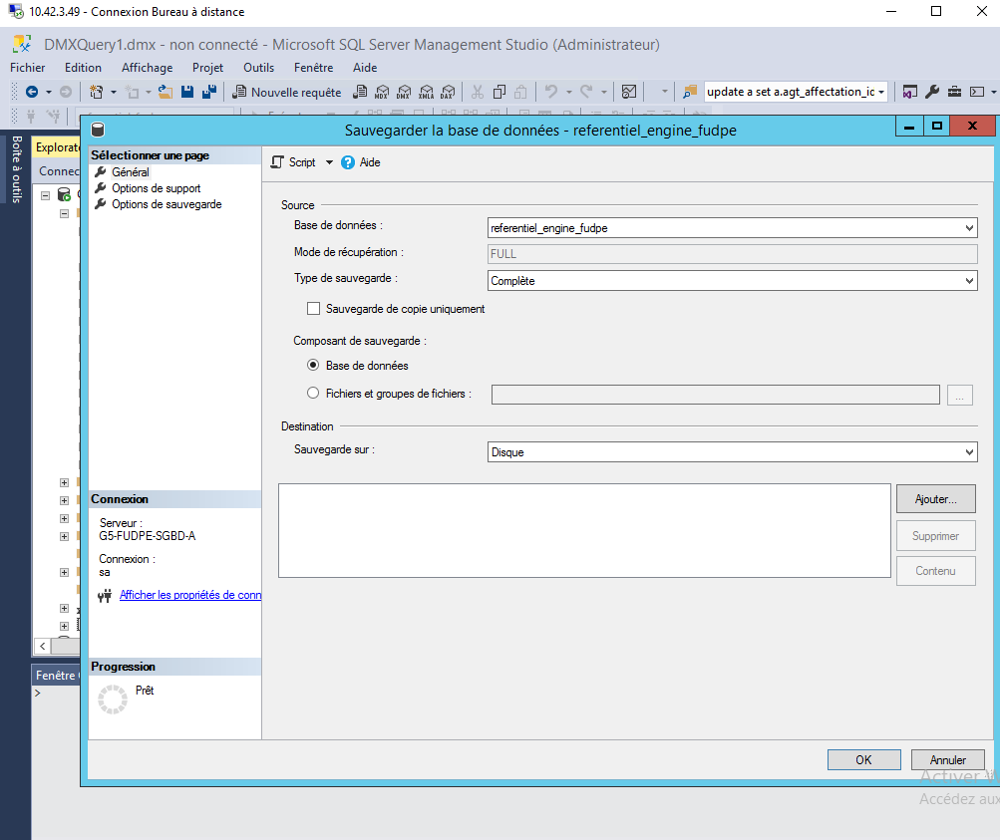 10.42.3.49 - Connexion Bureau à distance
DMXQuery1.dmx - non connecté - Microsoft SQL Server Management Studio (Administrateur)
Fichier Edition Affichage Projet Outils Fenêtre Aide
Nouvelle requête MDX DMX XMLA DAX update a set a.agt_affectation_ic
Boîte à outils
Explorate
Connec
Sauvegarder la base de données - referentiel_engine_fudpe
Sélectionner une page
Général
Options de support
Options de sauvegarde
Script Aide
Source
Base de données : referentiel_engine_fudpe
Mode de récupération : FULL
Type de sauvegarde : Complète
Sauvegarde de copie uniquement
Composant de sauvegarde :
Base de données
Fichiers et groupes de fichiers : ...
Destination
Sauvegarde sur : Disque
Ajouter...
Supprimer
Contenu
Connexion
Serveur :
G5-FUDPE-SGBD-A
Connexion :
sa
Afficher les propriétés de conn
Progression
Prêt
Fenêtre
>
OK Annuler
Activer
Accédez aux